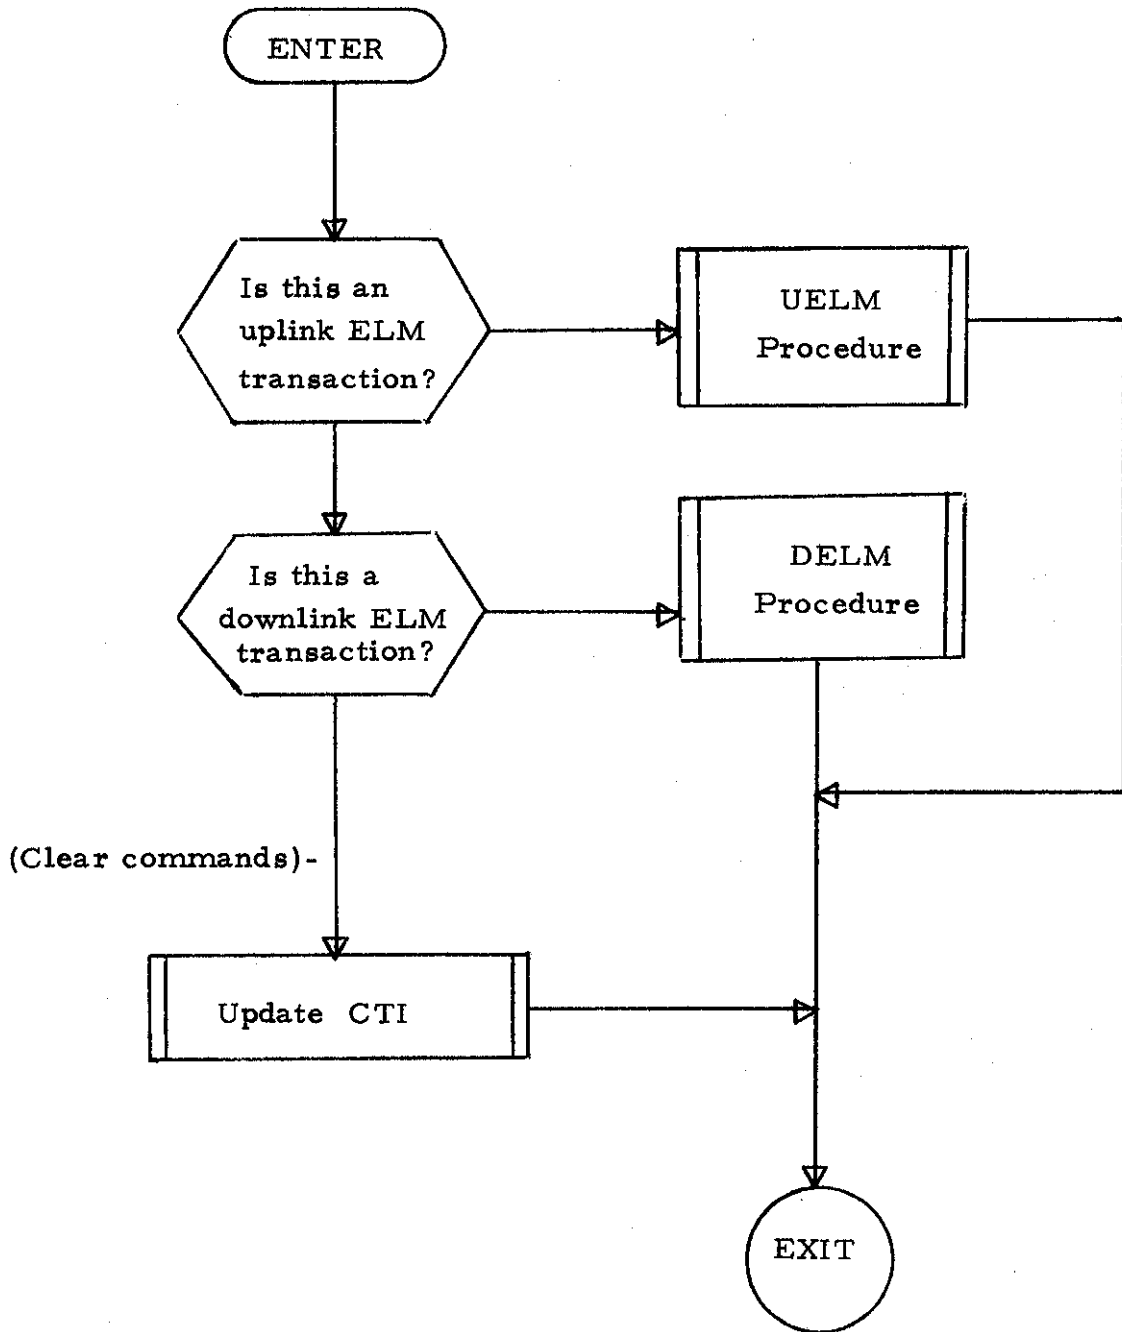 ENTER
Is this an
uplink ELM
transaction?
UELM
Procedure
Is this a
downlink ELM
transaction?
DELM
Procedure
(Clear commands)-
Update CTI
EXIT